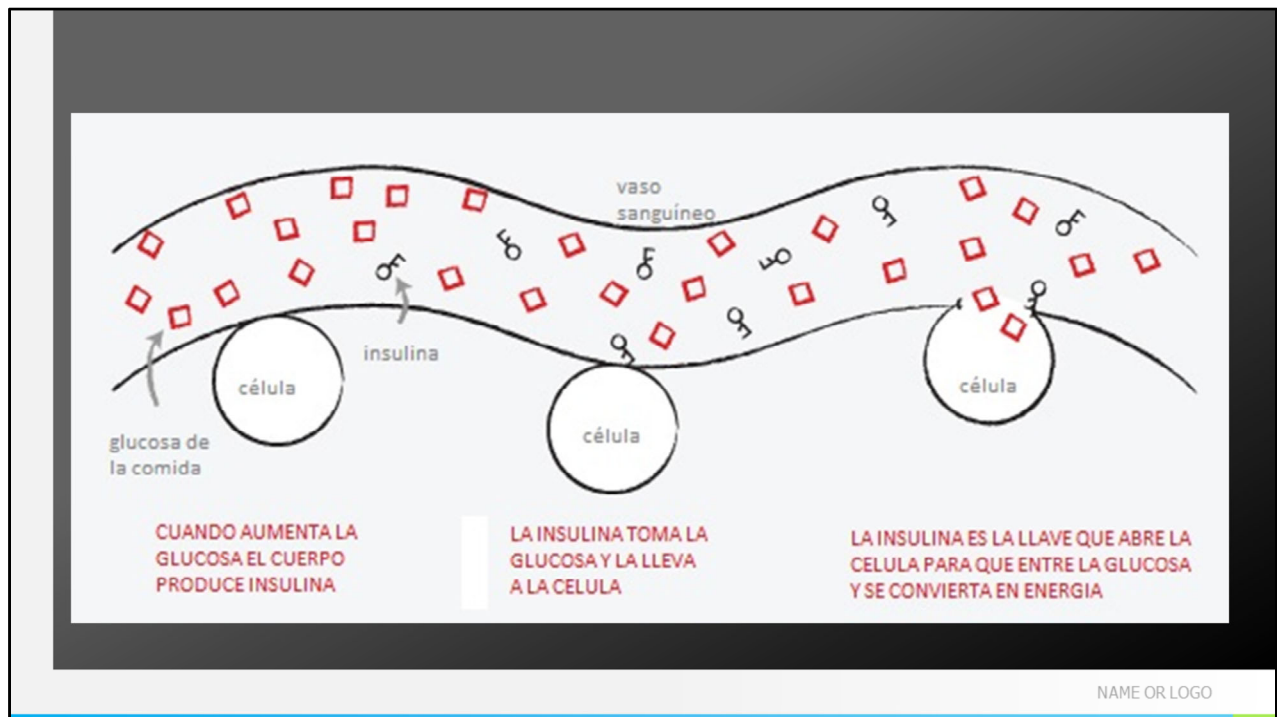 vaso
sanguíneo
insulina
célula
célula
célula
glucosa de
la comida
CUANDO AUMENTA LA
GLUCOSA EL CUERPO
PRODUCE INSULINA
LA INSULINA TOMA LA
GLUCOSA Y LA LLEVA
A LA CELULA
LA INSULINA ES LA LLAVE QUE ABRE LA
CELULA PARA QUE ENTRE LA GLUCOSA
Y SE CONVIERTA EN ENERGIA
NAME OR LOGO